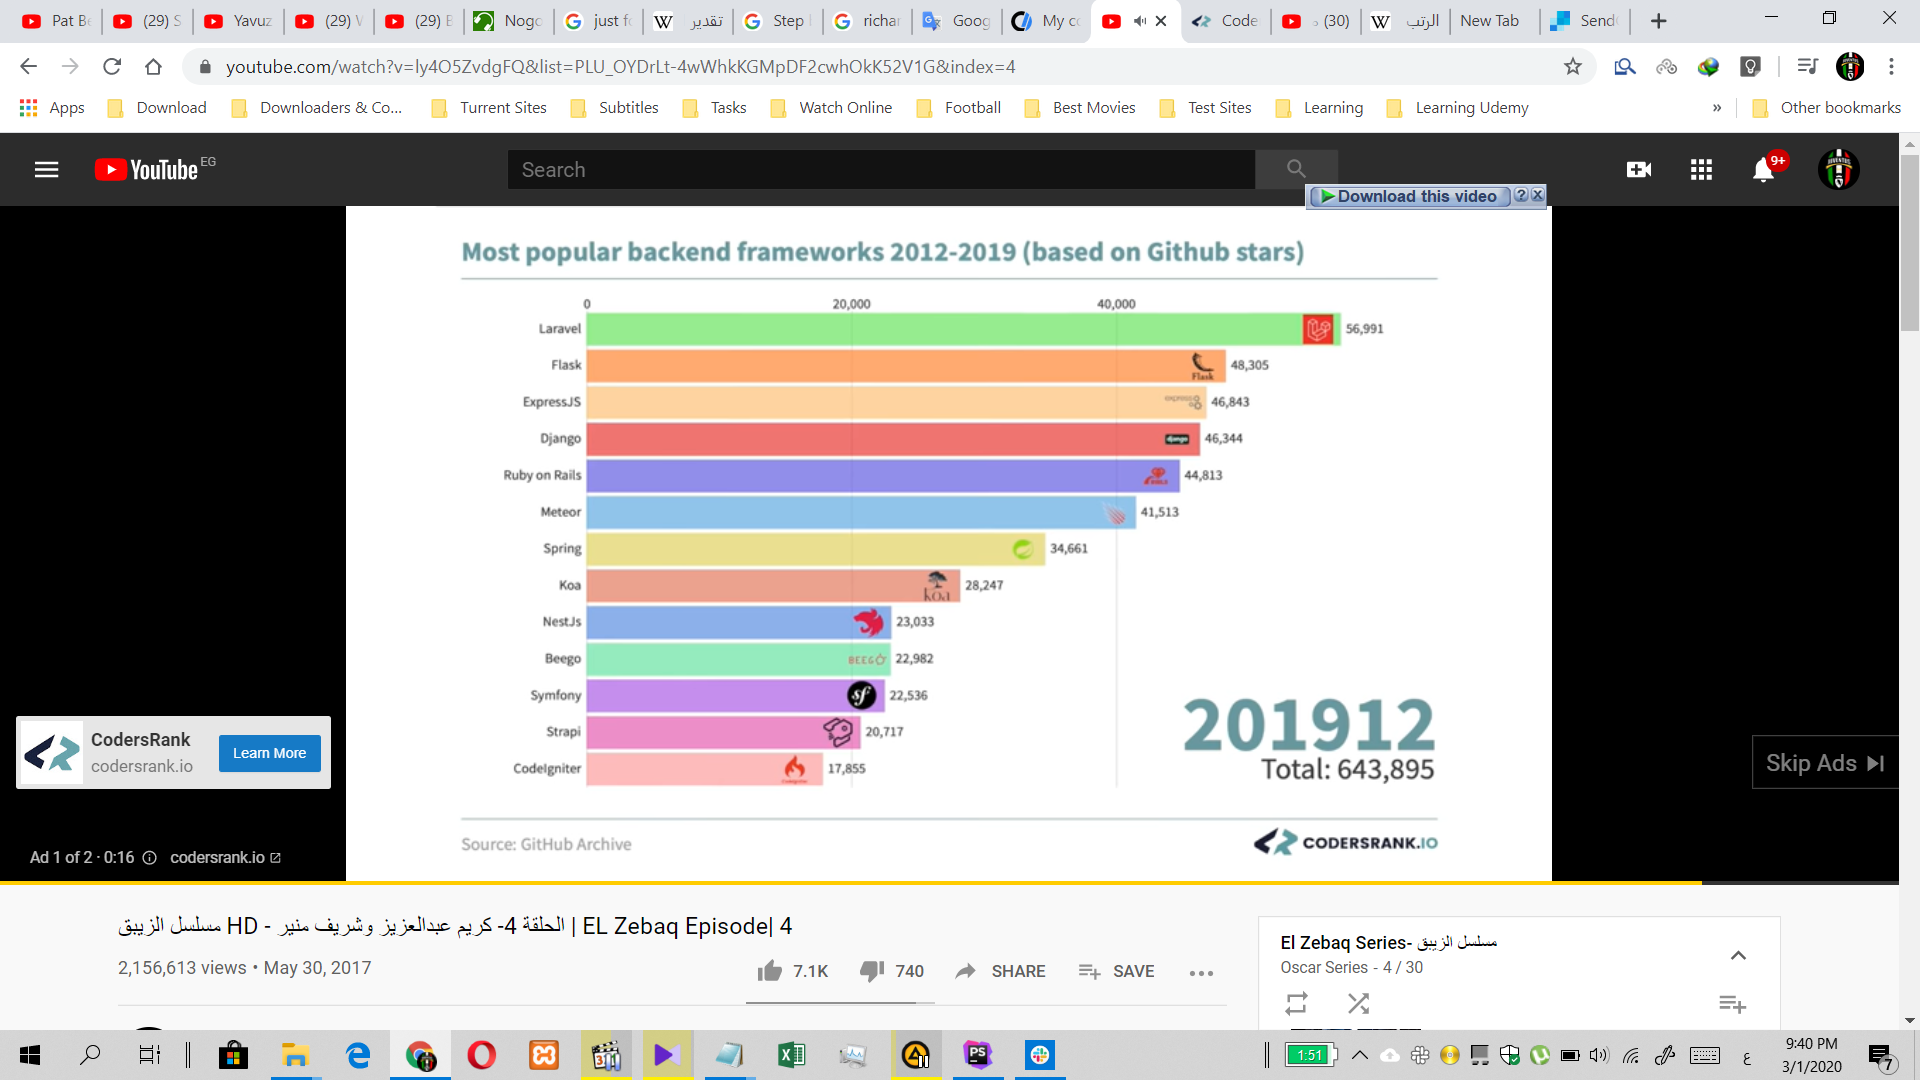 Pat Be
(29) S
Yavuz
(29) V
(29) E
Nogo
just fo
تقدير
Step
richar
Goog
My co
Code
(30)
الرتب
New Tab
Send
youtube.com/watch?v=Iy4O5ZvdgFQ&list=PLU_OYDrLt-4wWhkKGMpDF2cwhOkK52V1G&index=4
Apps Download Downloaders & Co... Turrent Sites Subtitles Tasks Watch Online Football Best Movies Test Sites Learning Learning Udemy » Other bookmarks
YouTube EG
Search
9+
Download this video
Most popular backend frameworks 2012-2019 (based on Github stars)
0 20,000 40,000
Laravel 56,991
Flask Flask 48,305
ExpressJS express 46,843
Django django 46,344
Ruby on Rails 44,813
Meteor 41,513
Spring 34,661
Koa koa 28,247
NestJs 23,033
Beego BEEGO 22,982
Symfony sf 22,536
Strapi 20,717
CodeIgniter 17,855
201912
Total: 643,895
Source: GitHub Archive
CODERSRANK.IO
CodersRank
codersrank.io
Learn More
Skip Ads
Ad 1 of 2 · 0:16 codersrank.io
مسلسل الزيبق HD - الحلقة 4- كريم عبدالعزيز وشريف منير | EL Zebaq Episode| 4
2,156,613 views • May 30, 2017
7.1K 740 SHARE SAVE
El Zebaq Series- مسلسل الزيبق
Oscar Series - 4 / 30
1:51
ع
9:40 PM
3/1/2020
7